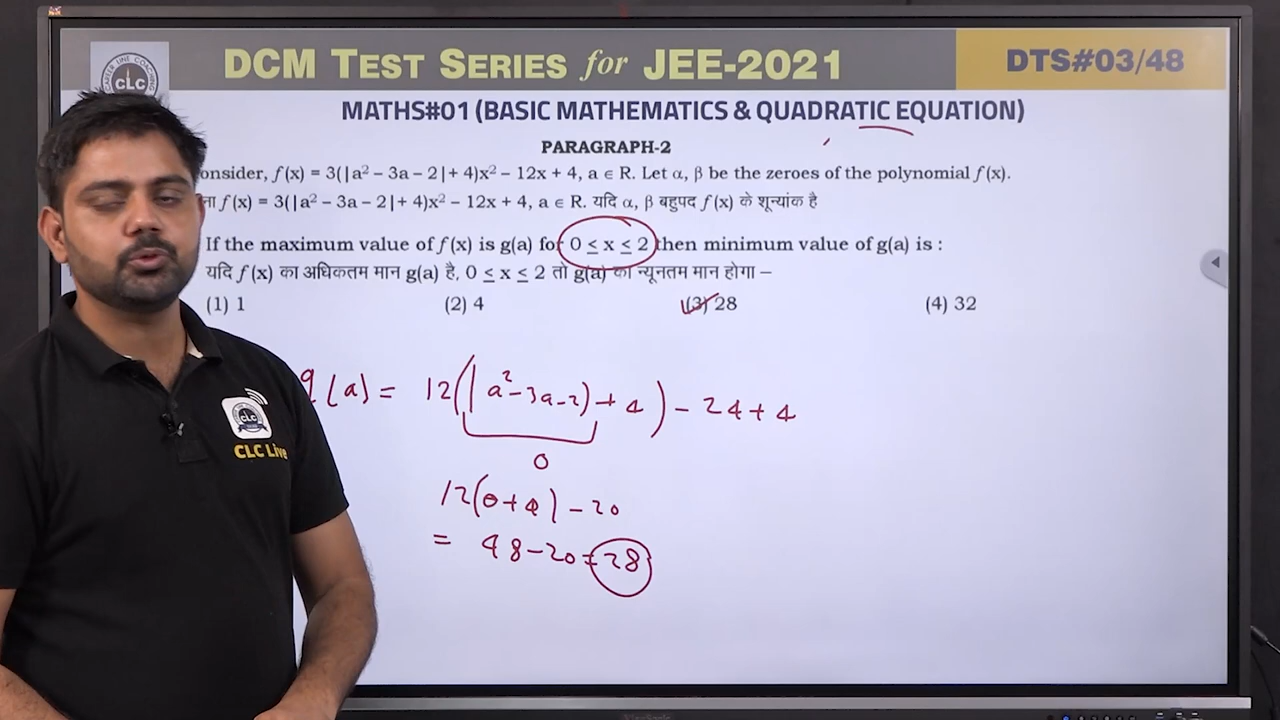 DCM TEST SERIES for JEE-2021
DTS#03/48
CAREER LINE COACHING
CLC
MATHS#01 (BASIC MATHEMATICS & QUADRATIC EQUATION)
PARAGRAPH-2
onsider, f(x) = 3(|a² – 3a – 2|+ 4)x² – 12x + 4, a ∈ R. Let α, β be the zeroes of the polynomial f(x).
ना f(x) = 3(|a² – 3a – 2|+ 4)x² – 12x + 4, a ∈ R. यदि α, β बहुपद f(x) के शून्यांक है
If the maximum value of f(x) is g(a) for 0 ≤ x ≤ 2 then minimum value of g(a) is :
यदि f(x) का अधिकतम मान g(a) है, 0 ≤ x ≤ 2 तो g(a) का न्यूनतम मान होगा –
(1) 1 (2) 4 (3) 28 (4) 32
g(a) = 12(|a²-3a-2)+4)-24+4
0
12(0+4)-20
= 48-20=28
CLC
CLC Live